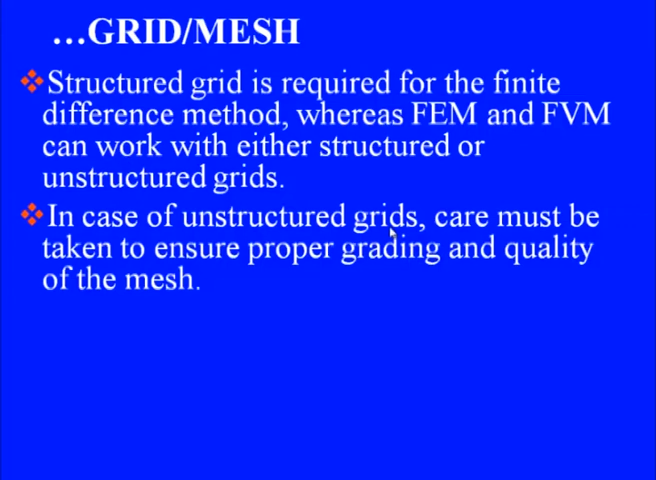 ...GRID/MESH
Structured grid is required for the finite
difference method, whereas FEM and FVM
can work with either structured or
unstructured grids.
In case of unstructured grids, care must be
taken to ensure proper grading and quality
of the mesh.